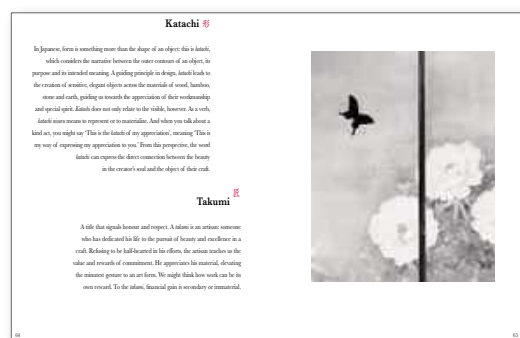 Katachi 形
In Japanese, form is something more than the shape of an object: this is katachi,
which considers the narrative between the outer contours of an object, its
purpose and its intended meaning. A guiding principle in design, katachi leads to
the creation of sensitive, elegant objects across the materials of wood, bamboo,
stone and earth, guiding us towards the appreciation of their workmanship
and special spirit. Katachi does not only relate to the visible, however. As a verb,
katachi means to represent or to materialize. And when you talk about a
kind act, you might say 'This is the katachi of my appreciation', meaning 'This is
my way of expressing my appreciation to you.' From this perspective, the word
katachi can express the direct connection between the beauty
in the creator's soul and the object of their craft.
Takumi 匠
A title that signals honour and respect. A takumi is an artisan: someone
who has dedicated his life to the pursuit of beauty and excellence in a
craft. Refusing to be half-hearted in his efforts, the artisan teaches us the
value and rewards of commitment. He appreciates his material, elevating
the minutest gesture to an art form. We might think how work can be its
own reward. To the takumi, financial gain is secondary or immaterial.